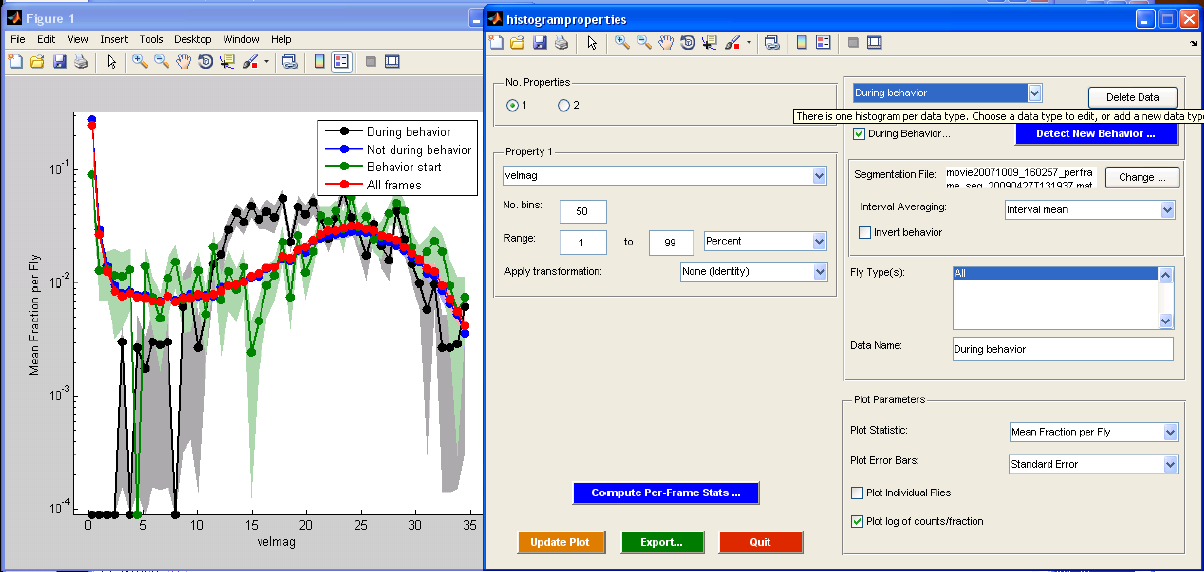 Figure 1
File Edit View Insert Tools Desktop Window Help
During behavior
Not during behavior
Behavior start
All frames
10-1
10-2
10-3
10-4
Mean Fraction per Fly
0 5 10 15 20 25 30 35
velmag
histogramproperties
No. Properties
1 2
Property 1
velmag
No. bins: 50
Range: 1 to 99 Percent
Apply transformation: None (Identity)
Compute Per-Frame Stats ...
Update Plot Export... Quit
During behavior Delete Data
There is one histogram per data type. Choose a data type to edit, or add a new data type
During Behavior ... Detect New Behavior ...
Segmentation File: movie20071009_160257_perfra
me_seg_20090427T131937.mat Change ...
Interval Averaging: Interval mean
Invert behavior
Fly Type(s): All
Data Name: During behavior
Plot Parameters
Plot Statistic: Mean Fraction per Fly
Plot Error Bars: Standard Error
Plot Individual Flies
Plot log of counts/fraction